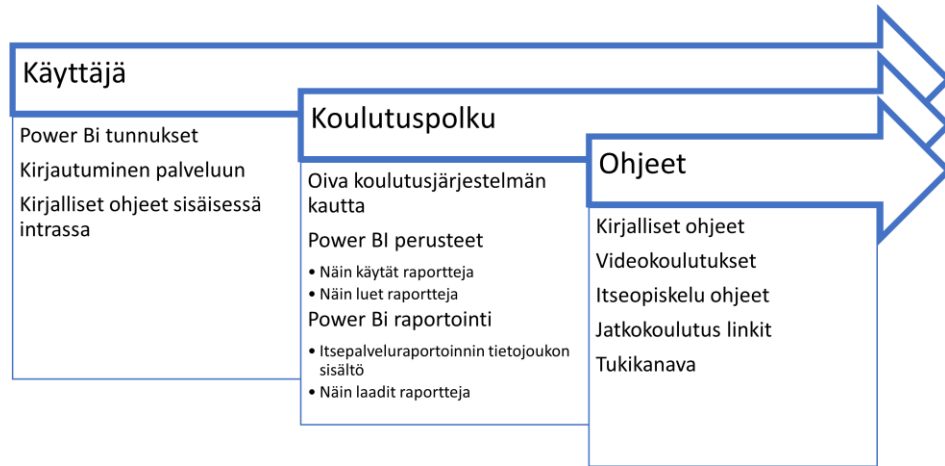 Käyttäjä
Power Bi tunnukset
Kirjautuminen palveluun
Kirjalliset ohjeet sisäisessä
intrassa
Koulutuspolku
Oiva koulutusjärjestelmän
kautta
Power BI perusteet
• Näin käytät raportteja
• Näin luet raportteja
Power Bi raportointi
• Itsepalveluraportoinnin tietojoukon
sisältö
• Näin laadit raportteja
Ohjeet
Kirjalliset ohjeet
Videokoulutukset
Itseopiskelu ohjeet
Jatkokoulutus linkit
Tukikanava